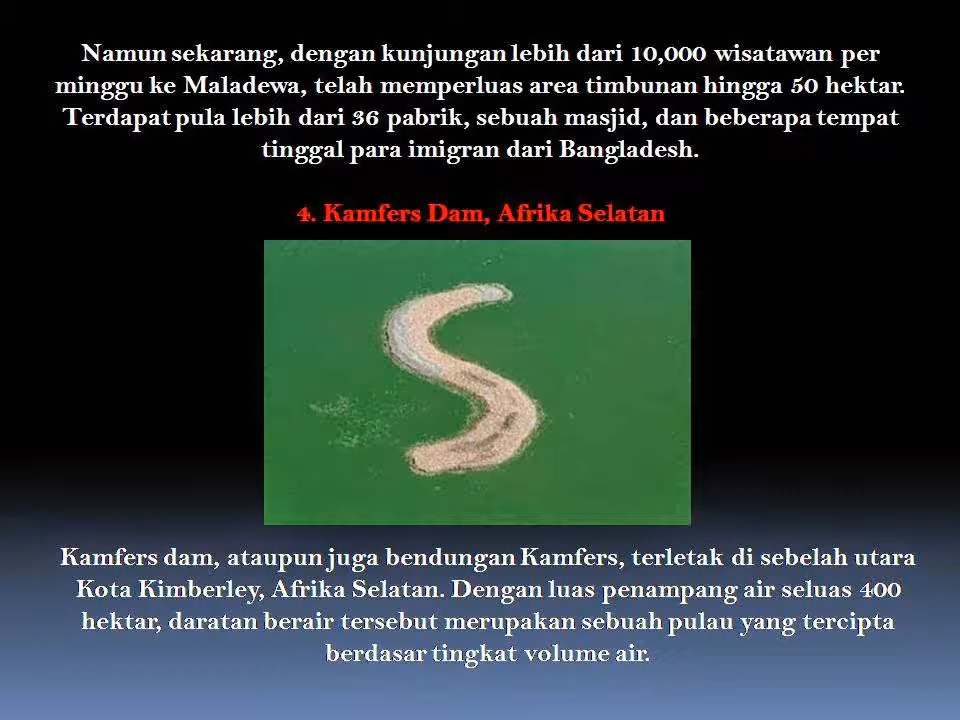 Namun sekarang, dengan kunjungan lebih dari 10,000 wisatawan per
minggu ke Maladewa, telah memperluas area timbunan hingga 50 hektar.
Terdapat pula lebih dari 36 pabrik, sebuah masjid, dan beberapa tempat
tinggal para imigran dari Bangladesh.
4. Kamfers Dam, Afrika Selatan
Kamfers dam, ataupun juga bendungan Kamfers, terletak di sebelah utara
Kota Kimberley, Afrika Selatan. Dengan luas penampang air seluas 400
hektar, daratan berair tersebut merupakan sebuah pulau yang tercipta
berdasar tingkat volume air.